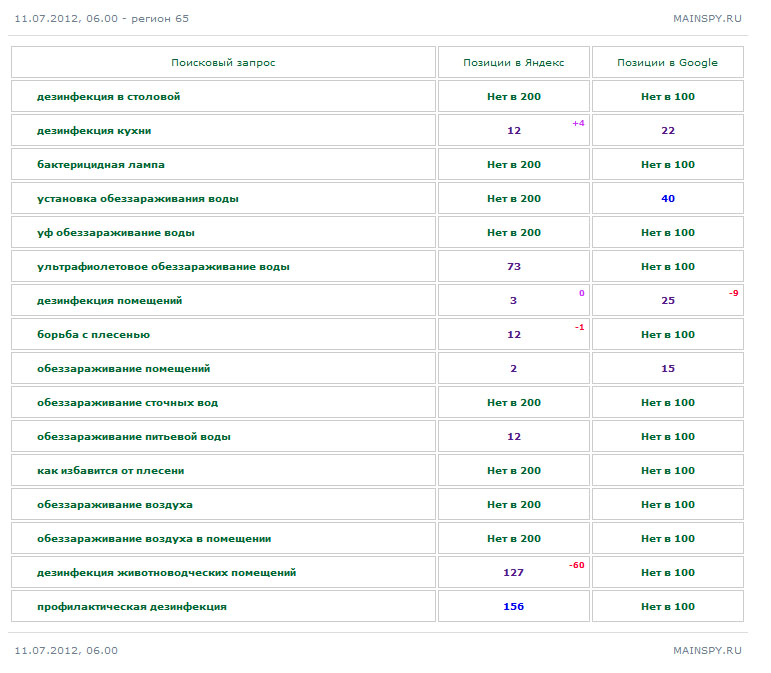 11.07.2012, 06.00 - регион 65 MAINSPY.RU
Поисковый запрос Позиции в Яндекс Позиции в Google
дезинфекция в столовой Нет в 200 Нет в 100
дезинфекция кухни 12 +4 22
бактерицидная лампа Нет в 200 Нет в 100
установка обеззараживания воды Нет в 200 40
уф обеззараживание воды Нет в 200 Нет в 100
ультрафиолетовое обеззараживание воды 73 Нет в 100
дезинфекция помещений 3 0 25 -9
борьба с плесенью 12 -1 Нет в 100
обеззараживание помещений 2 15
обеззараживание сточных вод Нет в 200 Нет в 100
обеззараживание питьевой воды 12 Нет в 100
как избавится от плесени Нет в 200 Нет в 100
обеззараживание воздуха Нет в 200 Нет в 100
обеззараживание воздуха в помещении Нет в 200 Нет в 100
дезинфекция животноводческих помещений 127 -60 Нет в 100
профилактическая дезинфекция 156 Нет в 100
11.07.2012, 06.00 MAINSPY.RU